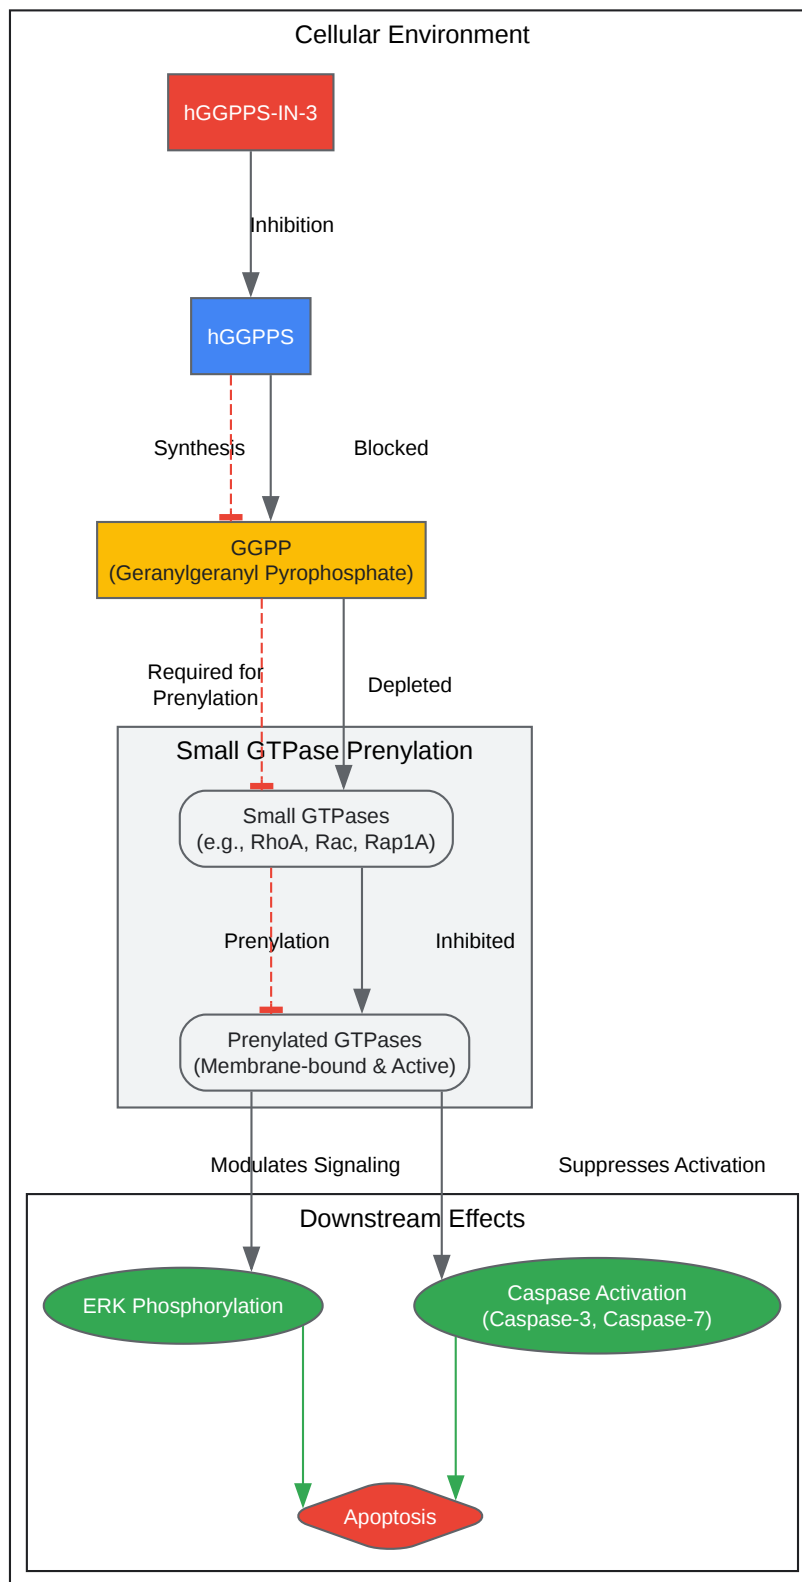 Cellular Environment
hGGPPS-IN-3
Inhibition
hGGPPS
Synthesis
Blocked
GGPP
(Geranylgeranyl Pyrophosphate)
Required for
Prenylation
Depleted
Small GTPase Prenylation
Small GTPases
(e.g., RhoA, Rac, Rap1A)
Prenylation
Inhibited
Prenylated GTPases
(Membrane-bound & Active)
Modulates Signaling
Suppresses Activation
Downstream Effects
ERK Phosphorylation
Caspase Activation
(Caspase-3, Caspase-7)
Apoptosis